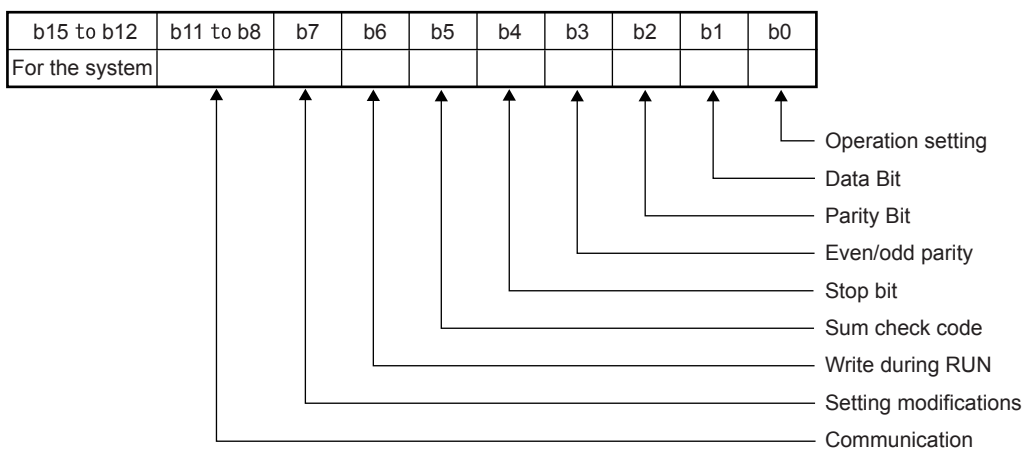 b15 to b12 b11 to b8 b7 b6 b5 b4 b3 b2 b1 b0
For the system
Operation setting
Data Bit
Parity Bit
Even/odd parity
Stop bit
Sum check code
Write during RUN
Setting modifications
Communication